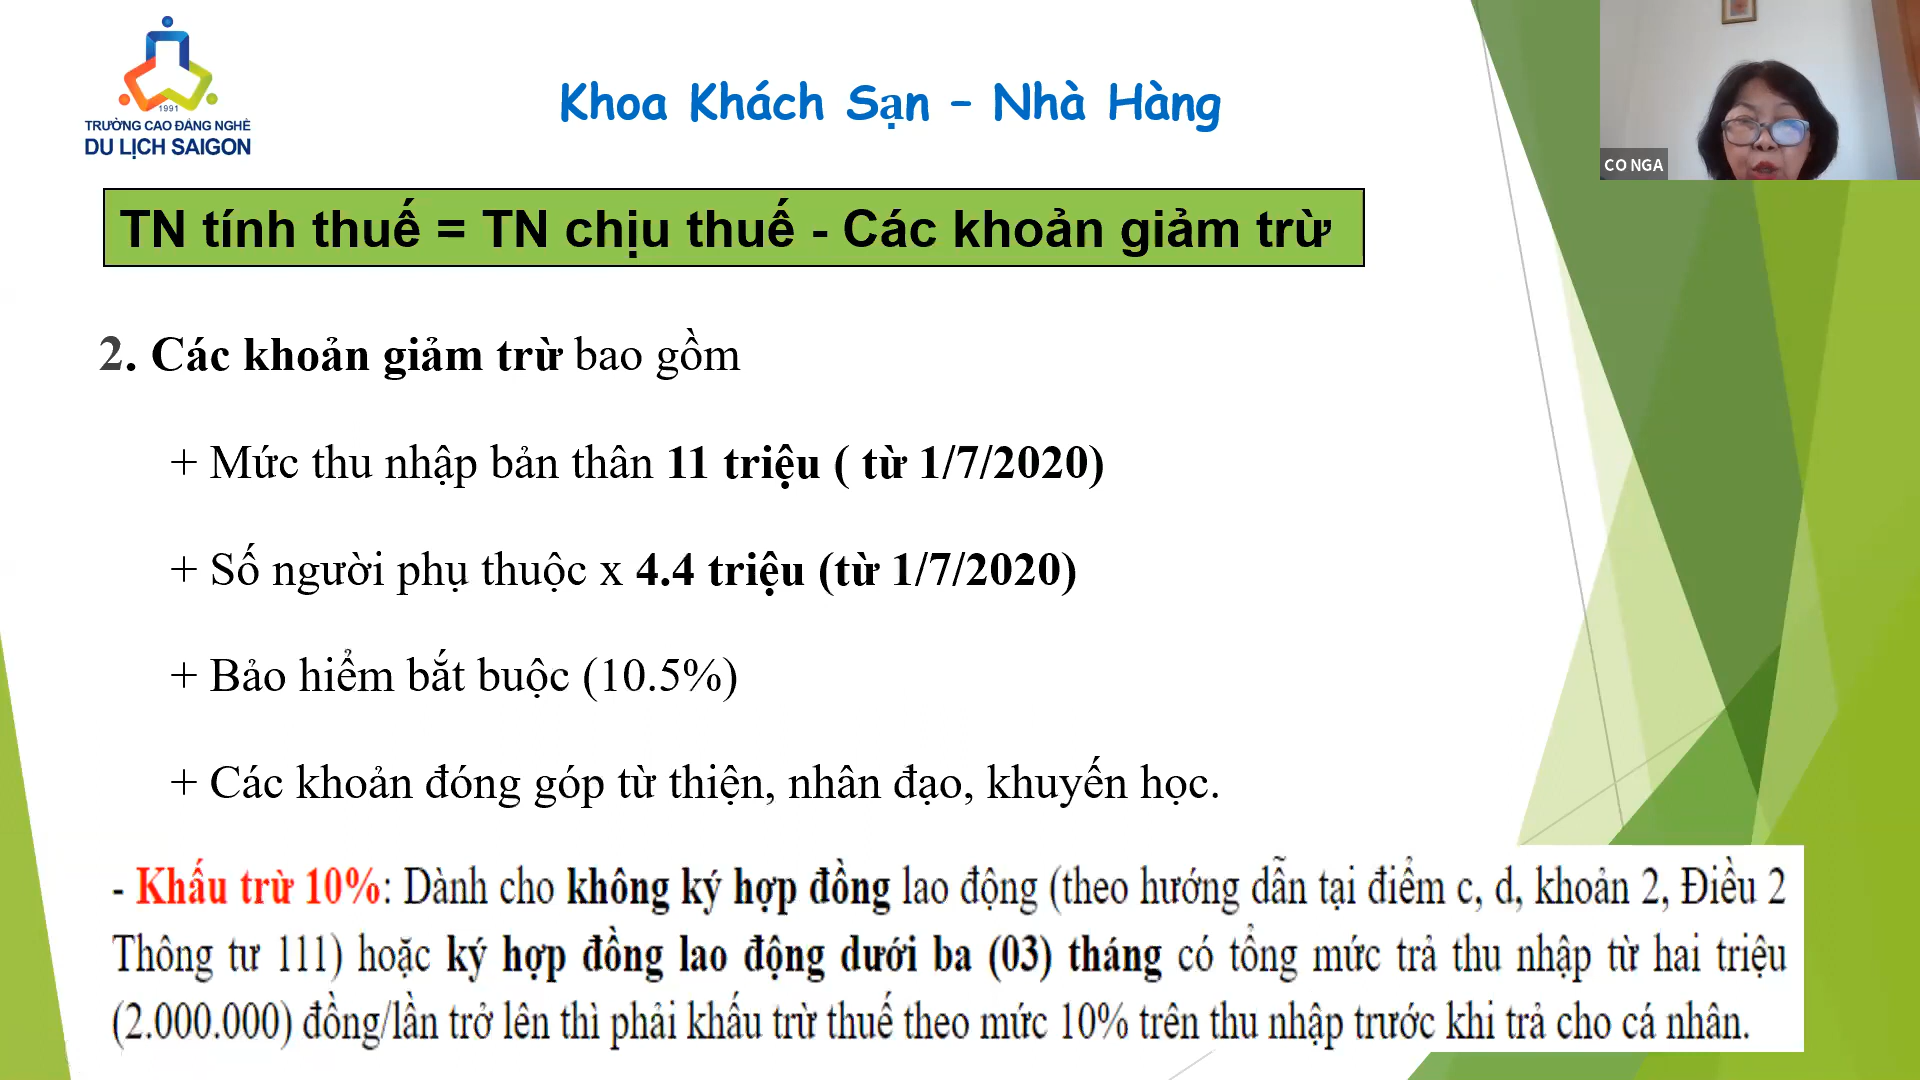 1991
TRƯỜNG CAO ĐẲNG NGHỀ
DU LỊCH SAIGON
Khoa Khách Sạn – Nhà Hàng
CO NGA
TN tính thuế = TN chịu thuế - Các khoản giảm trừ
2. Các khoản giảm trừ bao gồm
+ Mức thu nhập bản thân 11 triệu ( từ 1/7/2020)
+ Số người phụ thuộc x 4.4 triệu (từ 1/7/2020)
+ Bảo hiểm bắt buộc (10.5%)
+ Các khoản đóng góp từ thiện, nhân đạo, khuyến học.
- Khấu trừ 10%: Dành cho không ký hợp đồng lao động (theo hướng dẫn tại điểm c, d, khoản 2, Điều 2
Thông tư 111) hoặc ký hợp đồng lao động dưới ba (03) tháng có tổng mức trả thu nhập từ hai triệu
(2.000.000) đồng/lần trở lên thì phải khấu trừ thuế theo mức 10% trên thu nhập trước khi trả cho cá nhân.